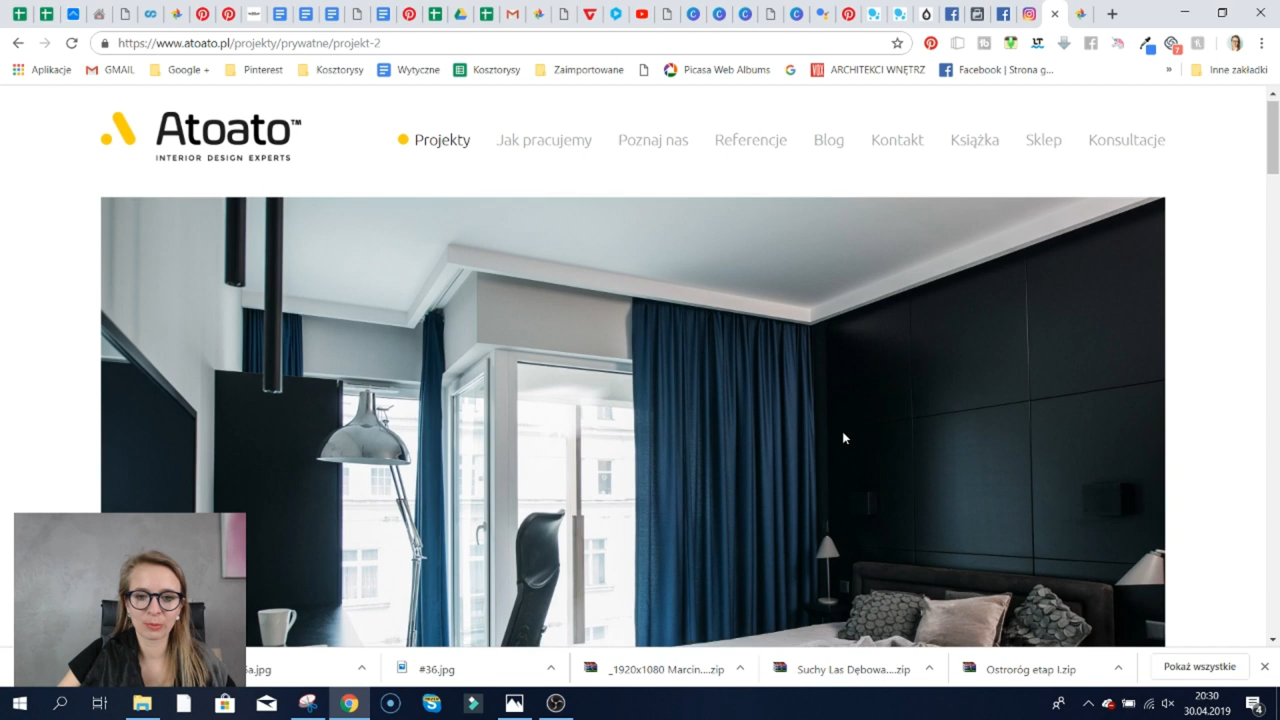 https://www.atoato.pl/projekty/prywatne/projekt-2
Aplikacje
GMAIL
Google +
Pinterest
Kosztorysy
Wytyczne
Kosztorysy
Zaimportowane
Picasa Web Albums
ARCHITEKCI WNĘTRZ
Facebook | Strona g...
»
Inne zakładki
Atoato™
INTERIOR DESIGN EXPERTS
Projekty
Jak pracujemy
Poznaj nas
Referencje
Blog
Kontakt
Książka
Sklep
Konsultacje
a.jpg
#36.jpg
_1920x1080 Marcin....zip
Suchy Las Dębowa....zip
Ostroróg etap I.zip
Pokaż wszystkie
20:30
30.04.2019